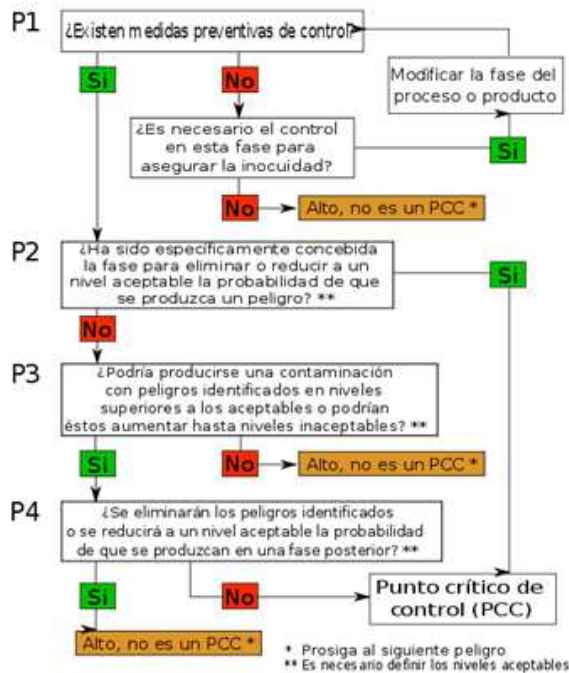 P1
¿Existen medidas preventivas de control?
Si
No
Modificar la fase del
proceso o producto
¿Es necesario el control
en esta fase para
asegurar la inocuidad?
Si
No
Alto, no es un PCC *
P2
¿Ha sido específicamente concebida
la fase para eliminar o reducir a un
nivel aceptable la probabilidad de que
se produzca un peligro? **
Si
No
P3
¿Podría producirse una contaminación
con peligros identificados en niveles
superiores a los aceptables o podrían
éstos aumentar hasta niveles inaceptables? **
Si
No
Alto, no es un PCC *
P4
¿Se eliminarán los peligros identificados
o se reducirá a un nivel aceptable la probabilidad
de que se produzcan en una fase posterior? **
Si
No
Punto crítico de
control (PCC)
Alto, no es un PCC *
* Prosiga al siguiente peligro
** Es necesario definir los niveles aceptables